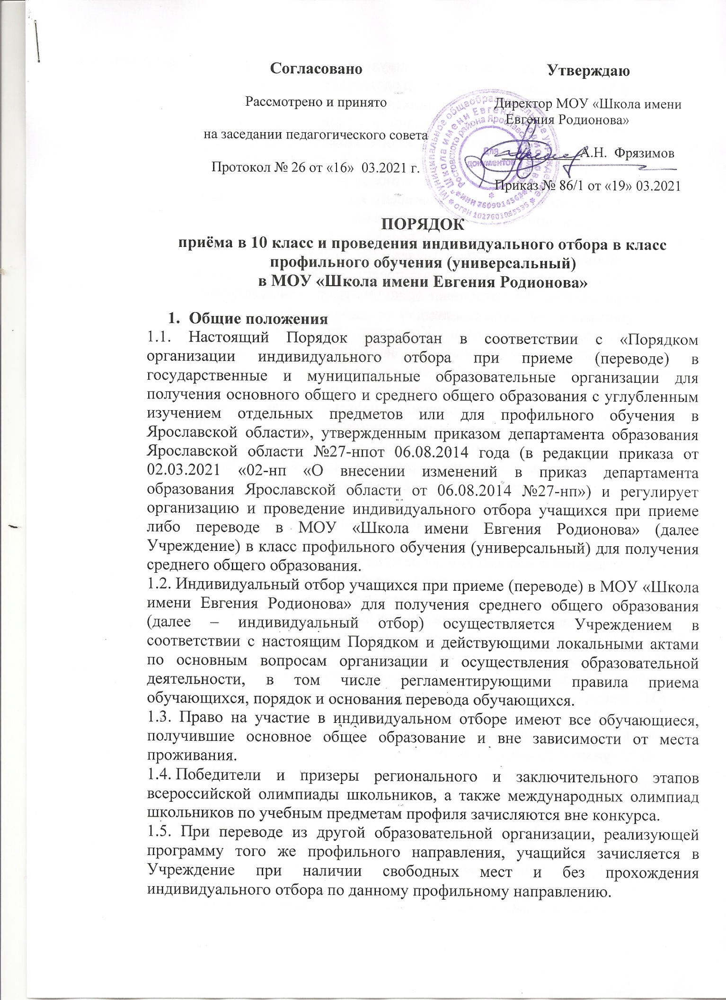 Согласовано
Утверждаю
Рассмотрено и принято
на заседании педагогического совета
Протокол № 26 от «16»  03.2021 г.
Директор МОУ «Школа имени
Евгения Родионова»
А.Н.  Фрязимов
Приказ № 86/1 от «19» 03.2021
Муниципальное общеобразовательное учреждение
"Школа имени Евгения Родионова"
Ростовского района Ярославской
Для
документов
* ИНН 7609014563 *
* ОГРН 1027601065535 *
ПОРЯДОК
приёма в 10 класс и проведения индивидуального отбора в класс
профильного обучения (универсальный)
в МОУ «Школа имени Евгения Родионова»
1. Общие положения
1.1. Настоящий Порядок разработан в соответствии с «Порядком
организации индивидуального отбора при приеме (переводе) в
государственные и муниципальные образовательные организации для
получения основного общего и среднего общего образования с углубленным
изучением отдельных предметов или для профильного обучения в
Ярославской области», утвержденным приказом департамента образования
Ярославской области №27-нпот 06.08.2014 года (в редакции приказа от
02.03.2021 «02-нп «О внесении изменений в приказ департамента
образования Ярославской области от 06.08.2014 №27-нп») и регулирует
организацию и проведение индивидуального отбора учащихся при приеме
либо переводе в МОУ «Школа имени Евгения Родионова» (далее
Учреждение) в класс профильного обучения (универсальный) для получения
среднего общего образования.
1.2. Индивидуальный отбор учащихся при приеме (переводе) в МОУ «Школа
имени Евгения Родионова» для получения среднего общего образования
(далее – индивидуальный отбор) осуществляется Учреждением в
соответствии с настоящим Порядком и действующими локальными актами
по основным вопросам организации и осуществления образовательной
деятельности, в том числе регламентирующими правила приема
обучающихся, порядок и основания перевода обучающихся.
1.3. Право на участие в индивидуальном отборе имеют все обучающиеся,
получившие основное общее образование и вне зависимости от места
проживания.
1.4. Победители и призеры регионального и заключительного этапов
всероссийской олимпиады школьников, а также международных олимпиад
школьников по учебным предметам профиля зачисляются вне конкурса.
1.5. При переводе из другой образовательной организации, реализующей
программу того же профильного направления, учащийся зачисляется в
Учреждение при наличии свободных мест и без прохождения
индивидуального отбора по данному профильному направлению.